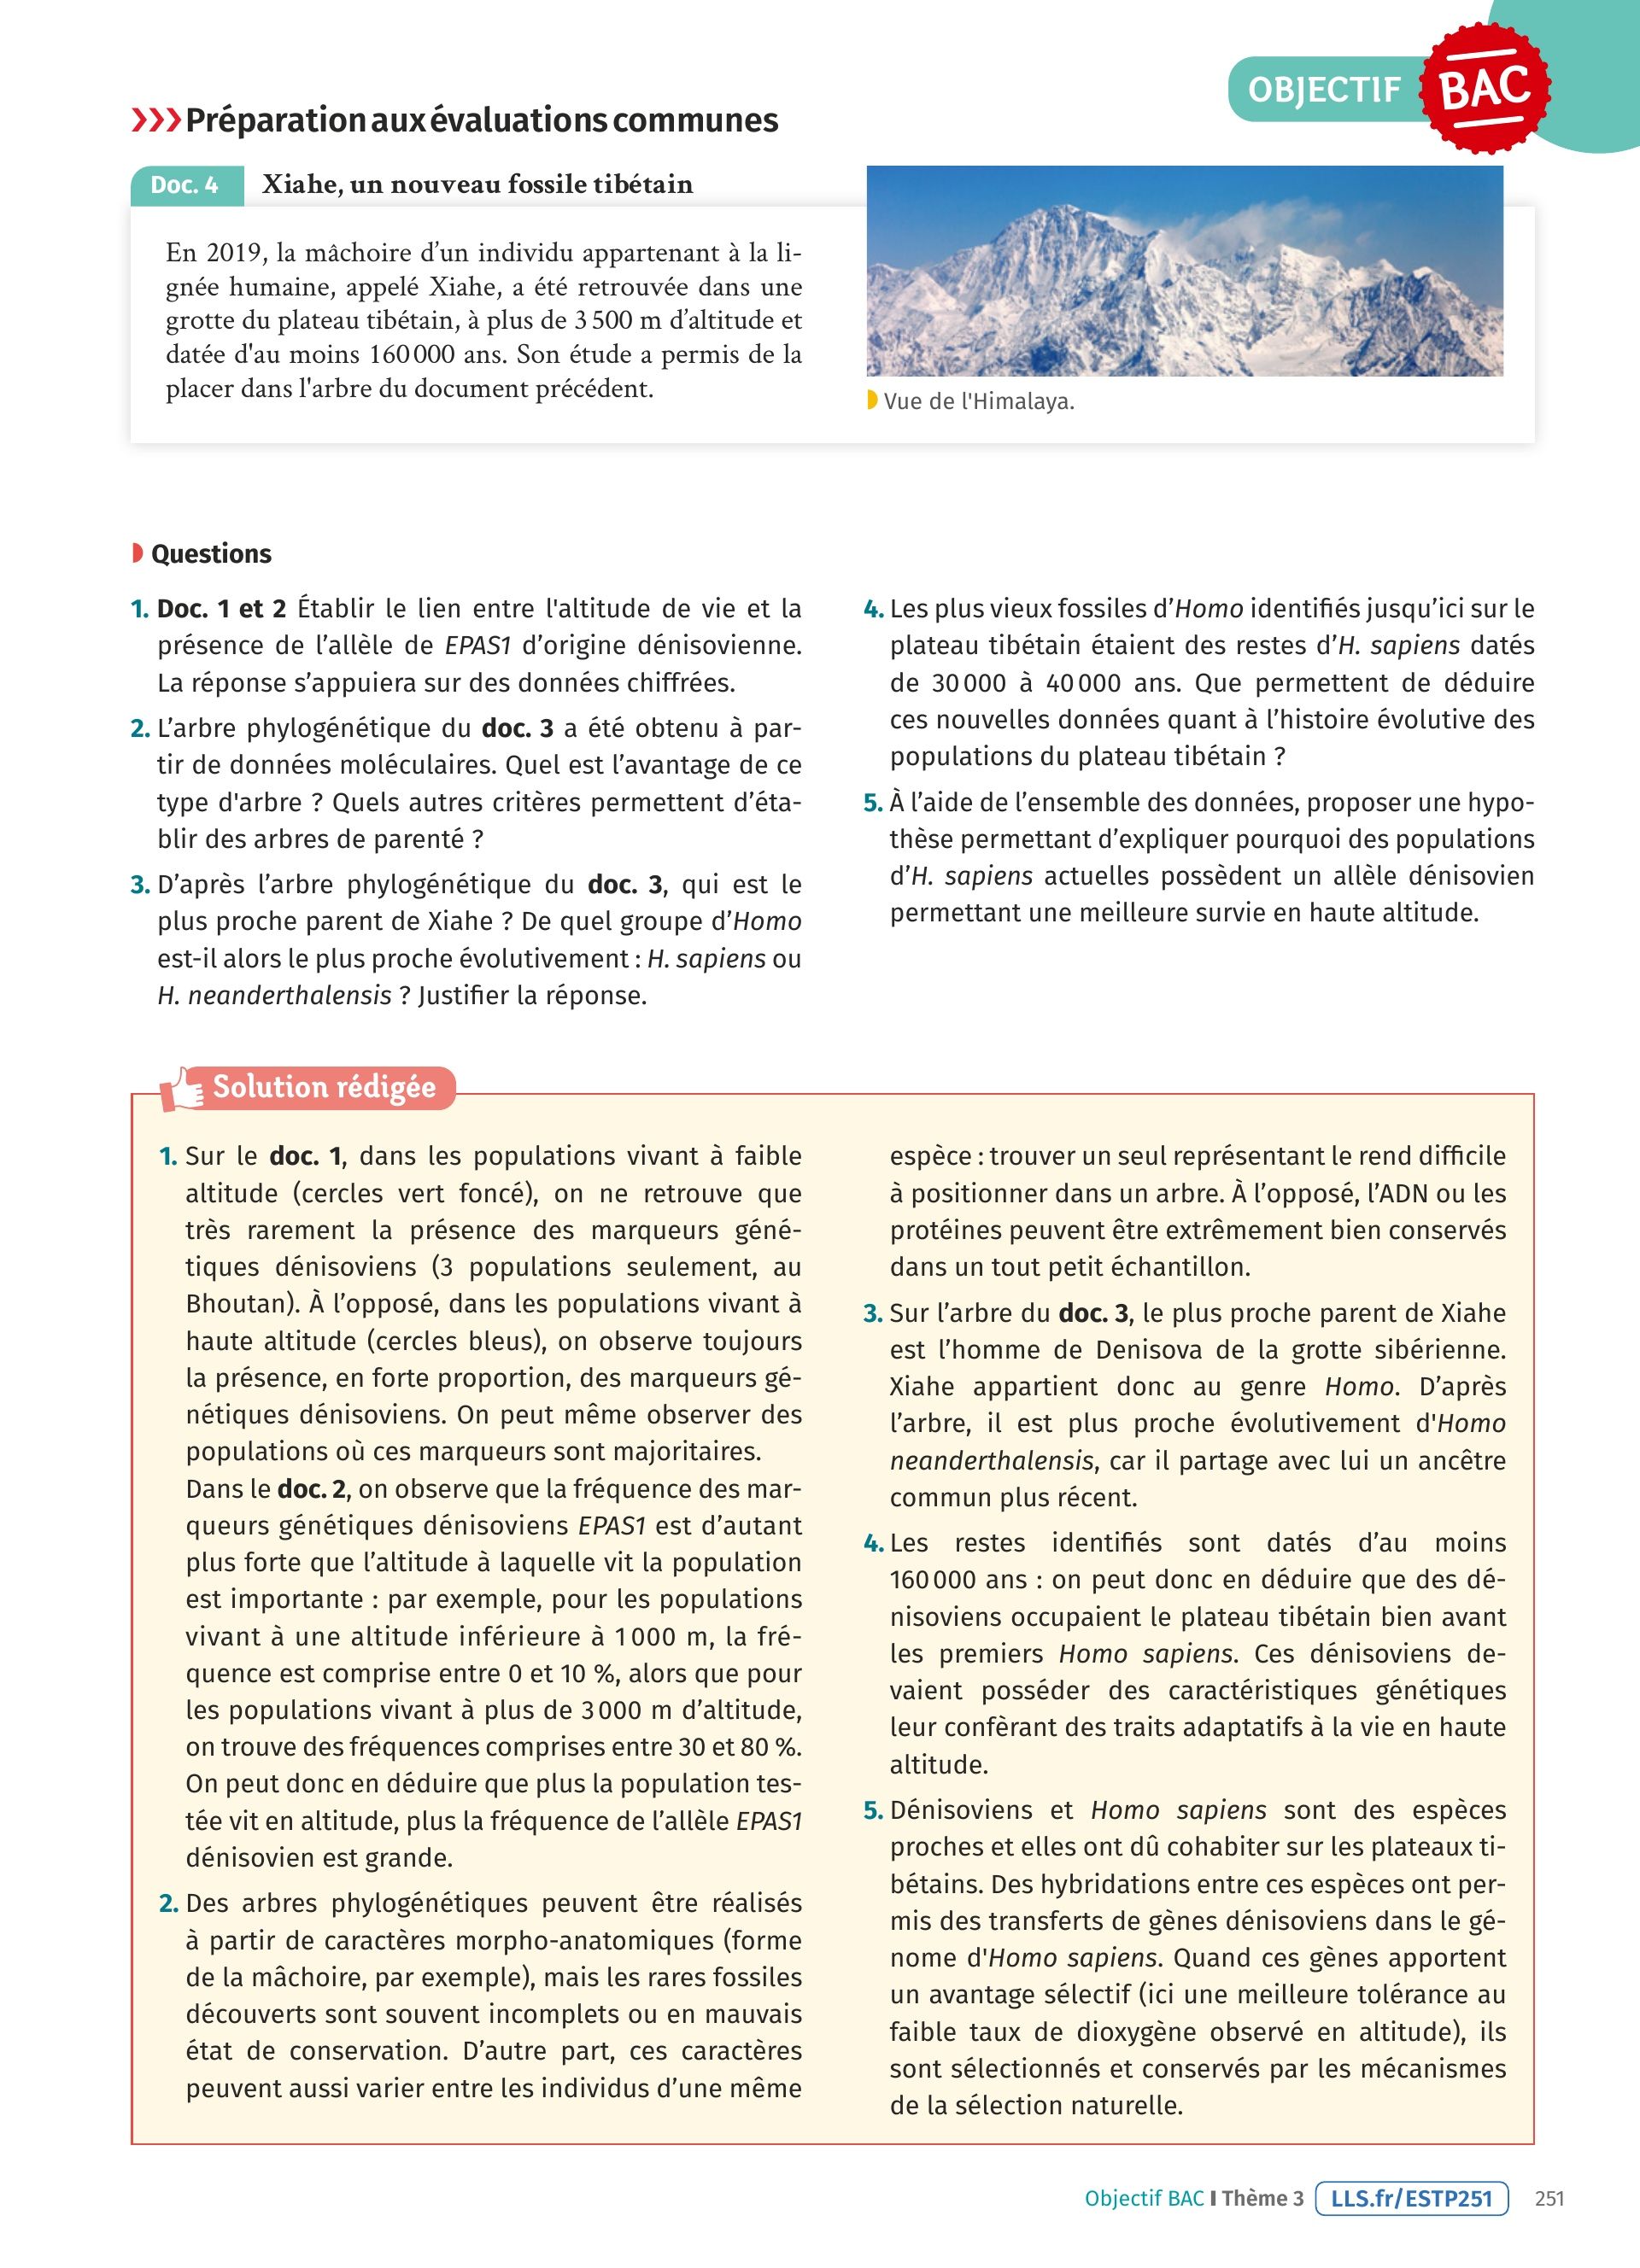 OBJECTIF BAC
Préparation aux évaluations communes
Doc. 4 Xiahe, un nouveau fossile tibétain
En 2019, la mâchoire d’un individu appartenant à la li-
gnée humaine, appelé Xiahe, a été retrouvée dans une
grotte du plateau tibétain, à plus de 3 500 m d’altitude et
datée d'au moins 160 000 ans. Son étude a permis de la
placer dans l'arbre du document précédent.
Vue de l'Himalaya.
Questions
1. Doc. 1 et 2 Établir le lien entre l'altitude de vie et la
présence de l’allèle de EPAS1 d’origine dénisovienne.
La réponse s’appuiera sur des données chiffrées.
2. L’arbre phylogénétique du doc. 3 a été obtenu à par-
tir de données moléculaires. Quel est l’avantage de ce
type d'arbre ? Quels autres critères permettent d’éta-
blir des arbres de parenté ?
3. D’après l’arbre phylogénétique du doc. 3, qui est le
plus proche parent de Xiahe ? De quel groupe d’Homo
est-il alors le plus proche évolutivement : H. sapiens ou
H. neanderthalensis ? Justifier la réponse.
4. Les plus vieux fossiles d’Homo identifiés jusqu’ici sur le
plateau tibétain étaient des restes d’H. sapiens datés
de 30 000 à 40 000 ans. Que permettent de déduire
ces nouvelles données quant à l’histoire évolutive des
populations du plateau tibétain ?
5. À l’aide de l’ensemble des données, proposer une hypo-
thèse permettant d’expliquer pourquoi des populations
d’H. sapiens actuelles possèdent un allèle dénisovien
permettant une meilleure survie en haute altitude.
Solution rédigée
1. Sur le doc. 1, dans les populations vivant à faible
altitude (cercles vert foncé), on ne retrouve que
très rarement la présence des marqueurs géné-
tiques dénisoviens (3 populations seulement, au
Bhoutan). À l’opposé, dans les populations vivant à
haute altitude (cercles bleus), on observe toujours
la présence, en forte proportion, des marqueurs gé-
nétiques dénisoviens. On peut même observer des
populations où ces marqueurs sont majoritaires.
Dans le doc. 2, on observe que la fréquence des mar-
queurs génétiques dénisoviens EPAS1 est d’autant
plus forte que l’altitude à laquelle vit la population
est importante : par exemple, pour les populations
vivant à une altitude inférieure à 1 000 m, la fré-
quence est comprise entre 0 et 10 %, alors que pour
les populations vivant à plus de 3 000 m d’altitude,
on trouve des fréquences comprises entre 30 et 80 %.
On peut donc en déduire que plus la population tes-
tée vit en altitude, plus la fréquence de l’allèle EPAS1
dénisovien est grande.
2. Des arbres phylogénétiques peuvent être réalisés
à partir de caractères morpho-anatomiques (forme
de la mâchoire, par exemple), mais les rares fossiles
découverts sont souvent incomplets ou en mauvais
état de conservation. D’autre part, ces caractères
peuvent aussi varier entre les individus d’une même
espèce : trouver un seul représentant le rend difficile
à positionner dans un arbre. À l’opposé, l’ADN ou les
protéines peuvent être extrêmement bien conservés
dans un tout petit échantillon.
3. Sur l’arbre du doc. 3, le plus proche parent de Xiahe
est l’homme de Denisova de la grotte sibérienne.
Xiahe appartient donc au genre Homo. D’après
l’arbre, il est plus proche évolutivement d'Homo
neanderthalensis, car il partage avec lui un ancêtre
commun plus récent.
4. Les restes identifiés sont datés d’au moins
160 000 ans : on peut donc en déduire que des dé-
nisoviens occupaient le plateau tibétain bien avant
les premiers Homo sapiens. Ces dénisoviens de-
vaient posséder des caractéristiques génétiques
leur confèrant des traits adaptatifs à la vie en haute
altitude.
5. Dénisoviens et Homo sapiens sont des espèces
proches et elles ont dû cohabiter sur les plateaux ti-
bétains. Des hybridations entre ces espèces ont per-
mis des transferts de gènes dénisoviens dans le gé-
nome d'Homo sapiens. Quand ces gènes apportent
un avantage sélectif (ici une meilleure tolérance au
faible taux de dioxygène observé en altitude), ils
sont sélectionnés et conservés par les mécanismes
de la sélection naturelle.
Objectif BAC I Thème 3 LLS.fr/ESTP251 251